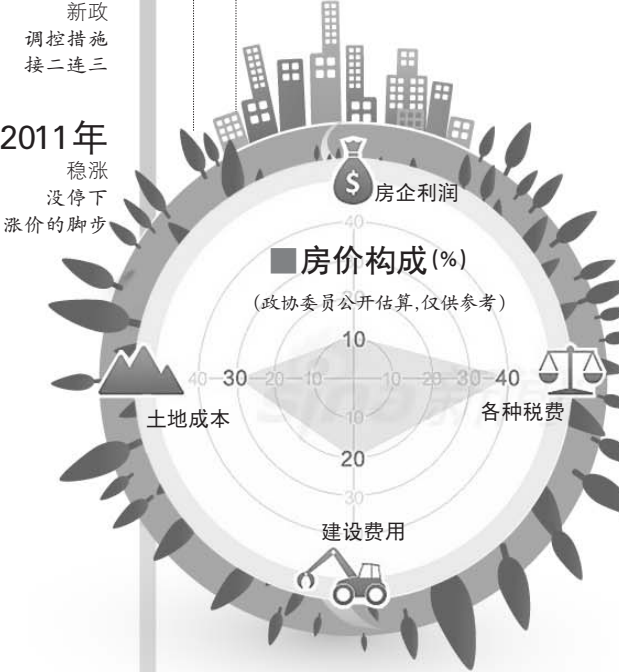 新政
调控措施
接二连三
2011年
稳涨
没停下
涨价的脚步
$
房企利润
40
■房价构成(%)
(政协委员公开估算,仅供参考)
10
40 30 20 10 10 20 30 40
土地成本
各种税费
10
20
30
建设费用